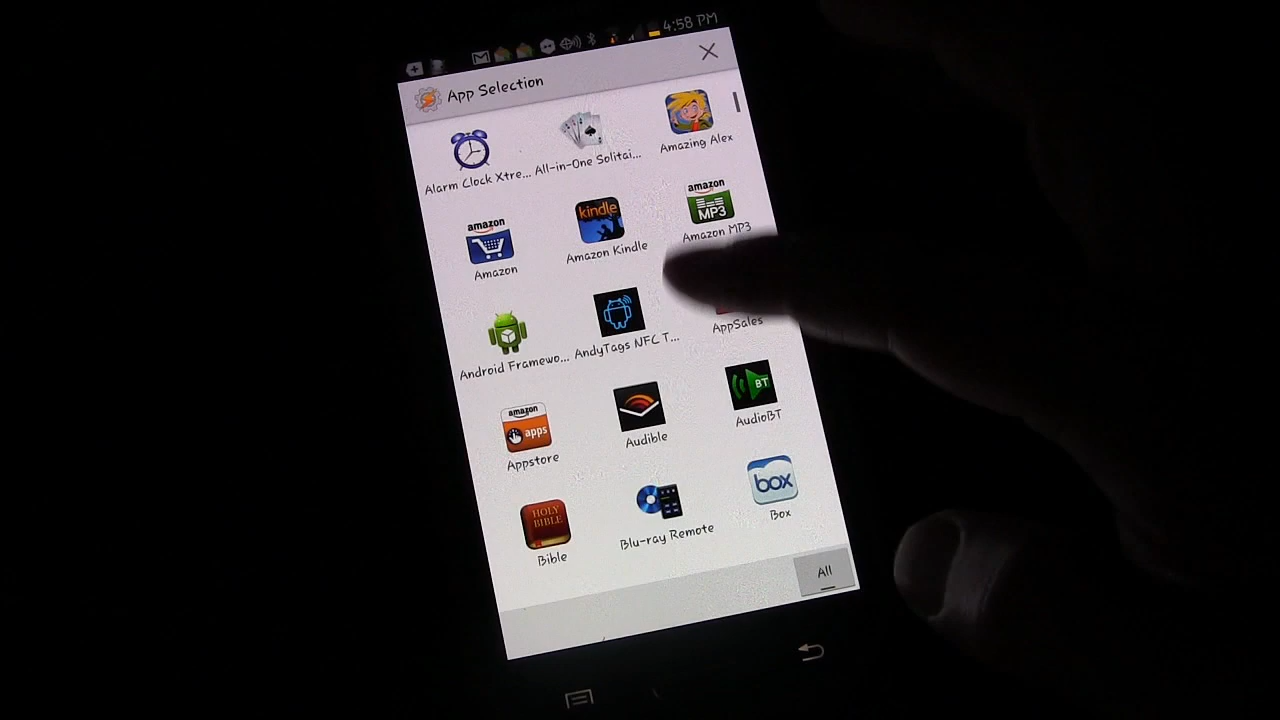 4:58 PM
App Selection
Alarm Clock Xtre...
All-in-One Solitai...
Amazing Alex
amazon
Amazon
kindle
Amazon Kindle
amazon
MP3
Amazon MP3
Android Framewo...
AndyTags NFC T...
AppSales
amazon
apps
Appstore
Audible
BT
AudioBT
HOLY
BIBLE
Bible
Blu-ray Remote
box
Box
All